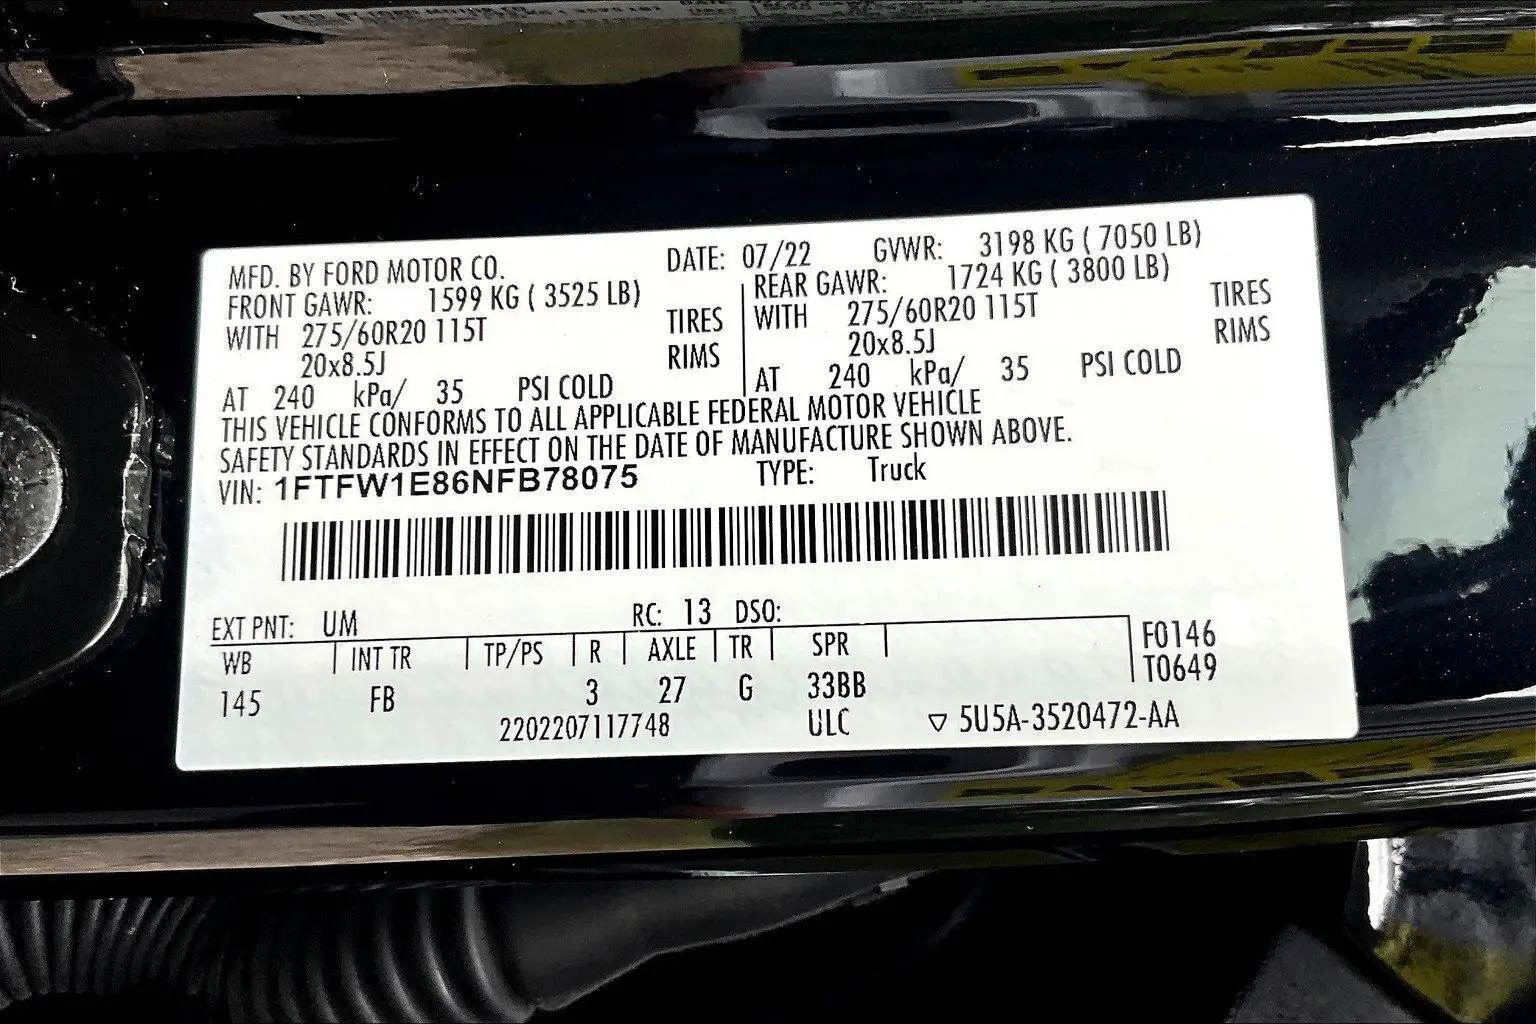 MFD. BY FORD MOTOR CO. DATE: 07/22 GVWR: 3198 KG ( 7050 LB)
FRONT GAWR: 1599 KG ( 3525 LB) REAR GAWR: 1724 KG ( 3800 LB)
WITH 275/60R20 115T TIRES WITH 275/60R20 115T TIRES
20x8.5J RIMS 20x8.5J RIMS
AT 240 kPa/ 35 PSI COLD AT 240 kPa/ 35 PSI COLD
THIS VEHICLE CONFORMS TO ALL APPLICABLE FEDERAL MOTOR VEHICLE
SAFETY STANDARDS IN EFFECT ON THE DATE OF MANUFACTURE SHOWN ABOVE.
VIN: 1FTFW1E86NFB78075 TYPE: Truck
EXT PNT: UM RC: 13 DSO:
WB INT TR TP/PS R AXLE TR SPR F0146
145 FB 3 27 G 33BB T0649
2202207117748 ULC ▽ 5U5A-3520472-AA